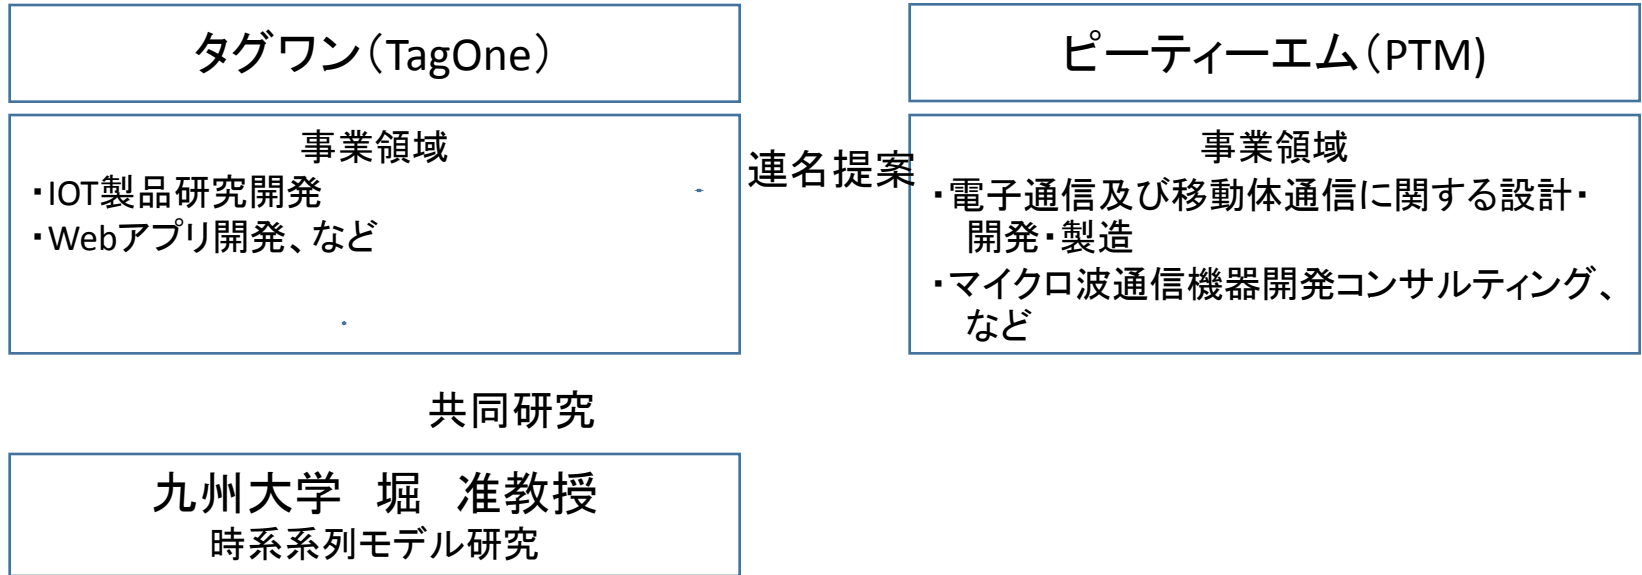 タグワン（TagOne）
事業領域
・IOT製品研究開発
・Webアプリ開発、など
連名提案
ピーティーエム（PTM)
事業領域
・電子通信及び移動体通信に関する設計・
開発・製造
・マイクロ波通信機器開発コンサルティング、
など
共同研究
九州大学　堀　准教授
時系系列モデル研究